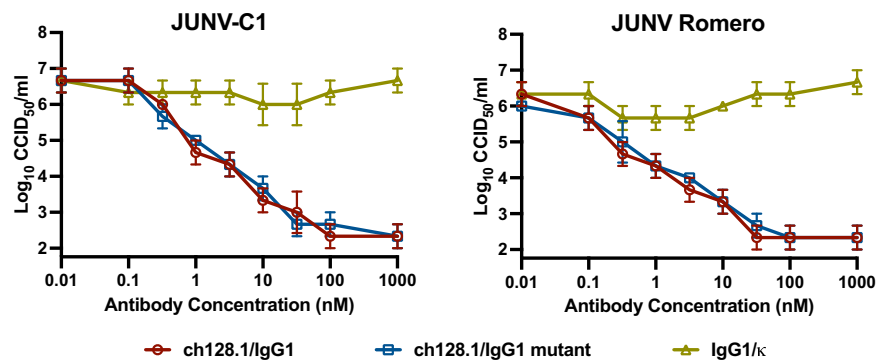 JUNV-C1
Log10 CCID50/ml
8
7
6
5
4
3
2
0.01 0.1 1 10 100 1000
Antibody Concentration (nM)
JUNV Romero
Log10 CCID50/ml
8
7
6
5
4
3
2
0.01 0.1 1 10 100 1000
Antibody Concentration (nM)
ch128.1/IgG1 ch128.1/IgG1 mutant IgG1/κ